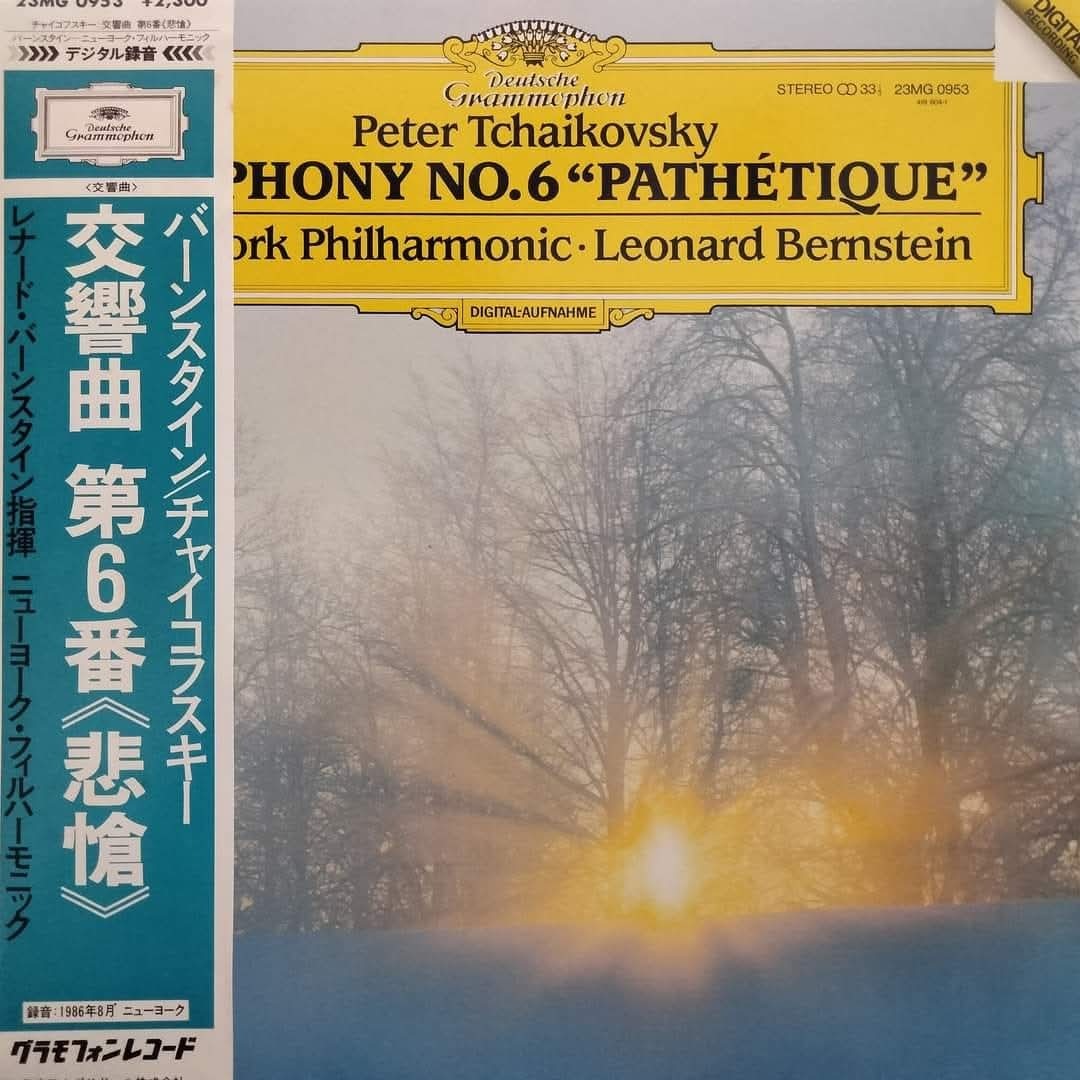 23MG 0953 ¥2,300
チャイコフスキー:交響曲 第6番《悲愴》
バーンスタイン—ニューヨーク・フィルハーモニック
デジタル録音
Deutsche
Grammophon
〈交響曲〉
バーンスタイン/チャイコフスキー
交響曲 第6番《悲愴》
レナード・バーンスタイン指揮 ニューヨーク・フィルハーモニック
録音:1986年8月 ニューヨーク
グラモフォンレコード
Deutsche
Grammophon
STEREO 33⅓ 23MG 0953
419 604-1
Peter Tchaikovsky
PHONY NO.6 “PATHÉTIQUE”
ork Philharmonic · Leonard Bernstein
DIGITAL-AUFNAHME
DIGITAL
RECORDING